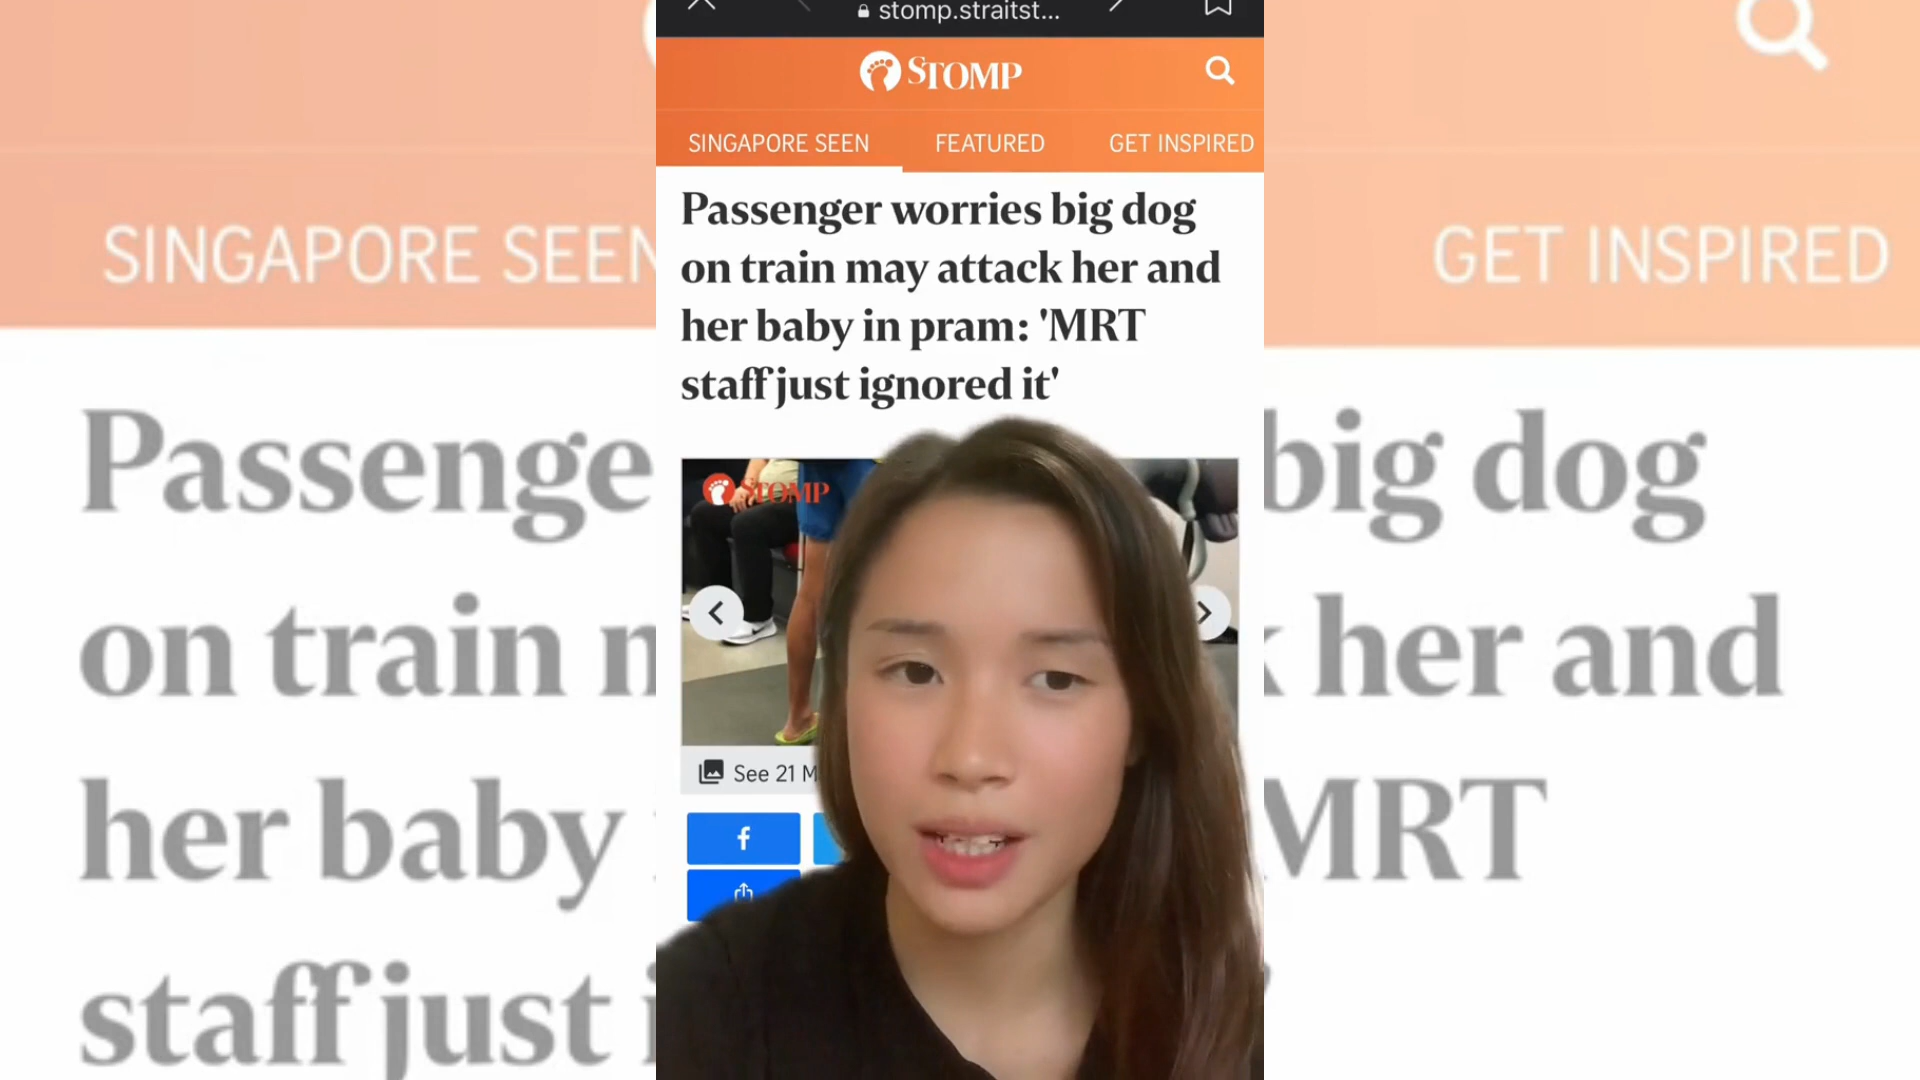 stomp.straitst...
STOMP
SINGAPORE SEEN FEATURED GET INSPIRED
Passenger worries big dog
on train may attack her and
her baby in pram: 'MRT
staff just ignored it'
STOMP
See 21 M
f
SINGAPORE SEEN
GET INSPIRED
Passenge
big dog
on train
her and
her baby
MRT
staff just